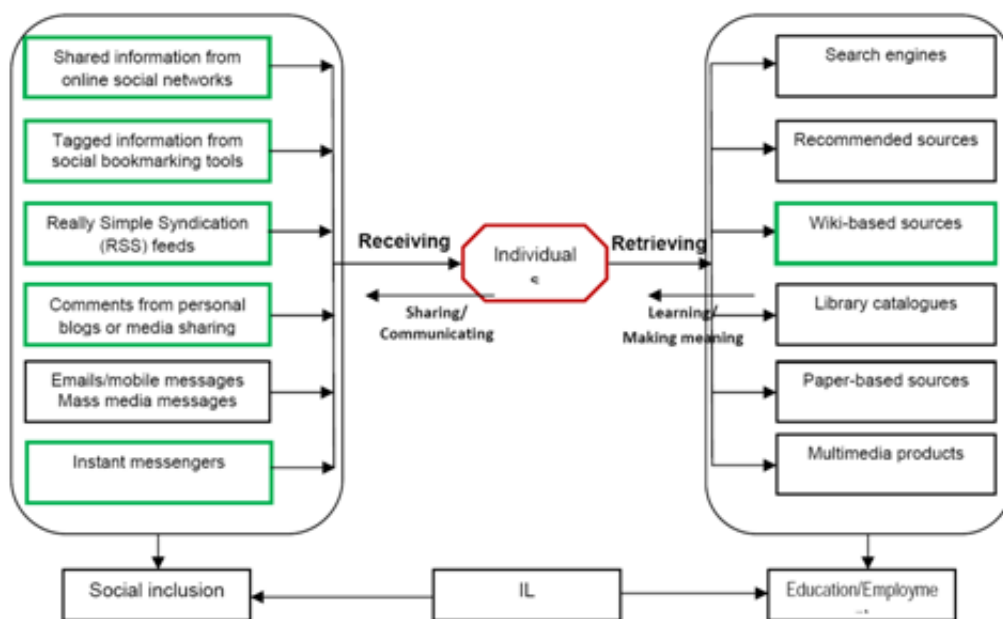 Shared information from
online social networks
Tagged information from
social bookmarking tools
Really Simple Syndication
(RSS) feeds
Comments from personal
blogs or media sharing
Emails/mobile messages
Mass media messages
Instant messengers
Receiving
Sharing/
Communicating
Individual
s
Retrieving
Learning/
Making meaning
Search engines
Recommended sources
Wiki-based sources
Library catalogues
Paper-based sources
Multimedia products
Social inclusion
IL
Education/Employme